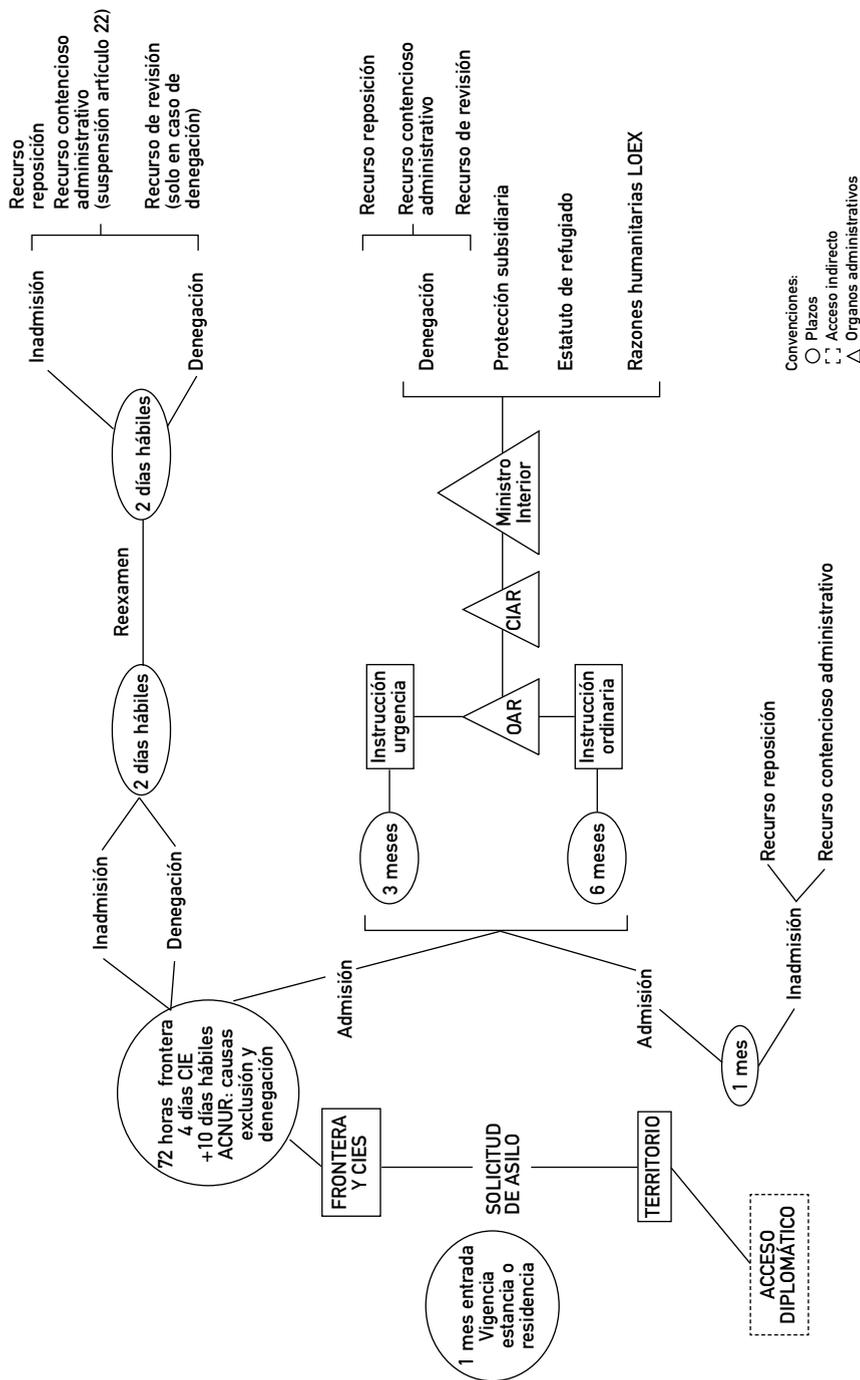 1 mes entrada
Vigencia
estancia o
residencia
SOLICITUD
DE ASILO
FRONTERA
Y CIES
TERRITORIO
ACCESO
DIPLOMÁTICO
72 horas frontera
4 días CIE
+10 días hábiles
ACNUR: causas
exclusión y
denegación
Inadmisión
Denegación
2 días hábiles
Reexamen
2 días hábiles
Inadmisión
Denegación
Recurso
reposición
Recurso contencioso
administrativo
(suspensión artículo 22)
Recurso de revisión
(solo en caso de
denegación)
Admisión
Admisión
1 mes
Inadmisión
Recurso reposición
Recurso contencioso administrativo
3 meses
Instrucción
urgencia
6 meses
Instrucción
ordinaria
OAR
CIAR
Ministro
Interior
Denegación
Recurso reposición
Recurso contencioso
administrativo
Recurso de revisión
Protección subsidiaria
Estatuto de refugiado
Razones humanitarias LOEX
Convenciones:
Plazos
Acceso indirecto
Organos administrativos